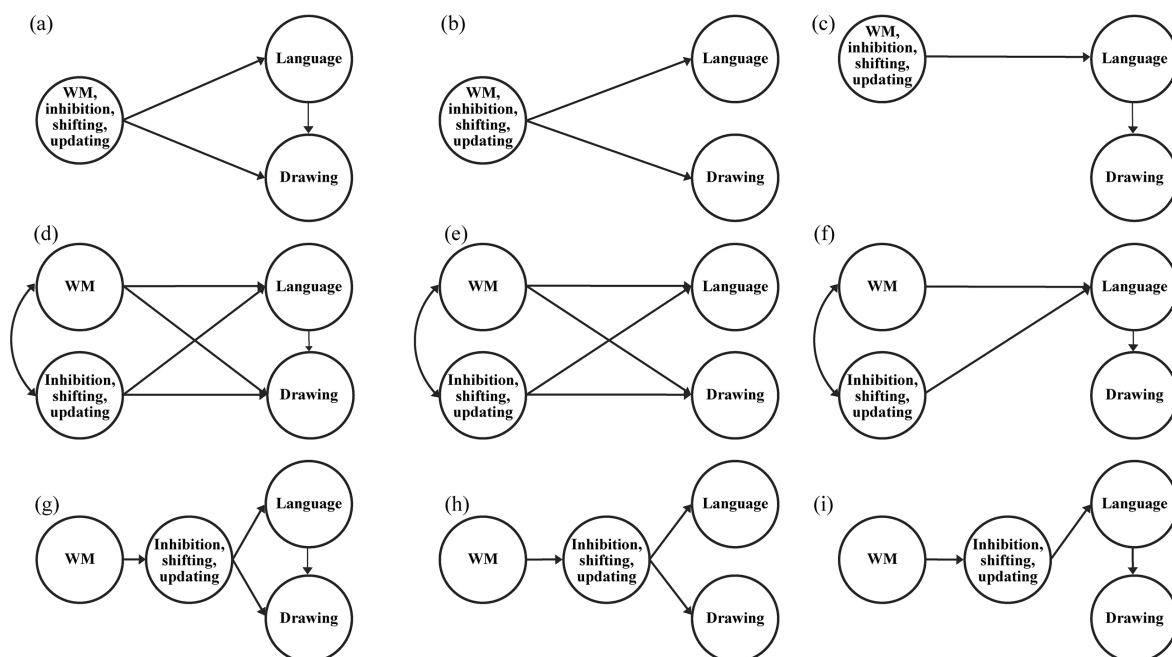 (a)
WM,
inhibition,
shifting,
updating
Language
Drawing
(b)
WM,
inhibition,
shifting,
updating
Language
Drawing
(c)
WM,
inhibition,
shifting,
updating
Language
Drawing
(d)
WM
Inhibition,
shifting,
updating
Language
Drawing
(e)
WM
Inhibition,
shifting,
updating
Language
Drawing
(f)
WM
Inhibition,
shifting,
updating
Language
Drawing
(g)
WM
Inhibition,
shifting,
updating
Language
Drawing
(h)
WM
Inhibition,
shifting,
updating
Language
Drawing
(i)
WM
Inhibition,
shifting,
updating
Language
Drawing